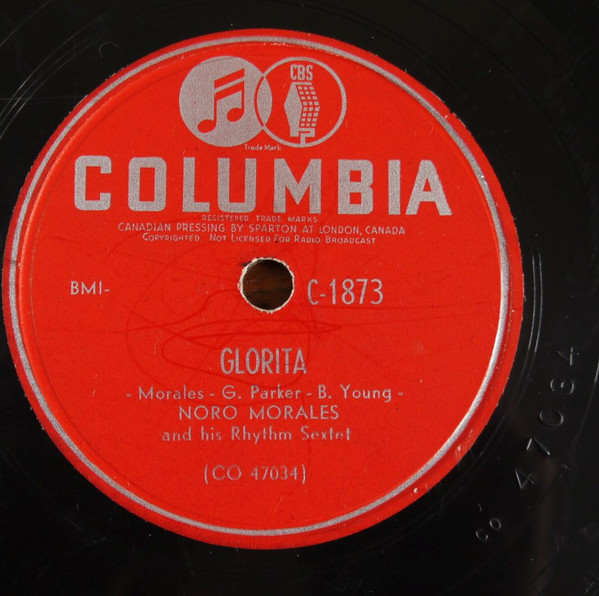 CBS
Trade Mark
COLUMBIA
REGISTERED TRADE MARKS
CANADIAN PRESSING BY SPARTON AT LONDON, CANADA
COPYRIGHTED NOT LICENSED FOR RADIO BROADCAST
BMI-
C-1873
GLORITA
- Morales - G. Parker - B. Young -
NORO MORALES
and his Rhythm Sextet
(CO 47034)
CO 47034